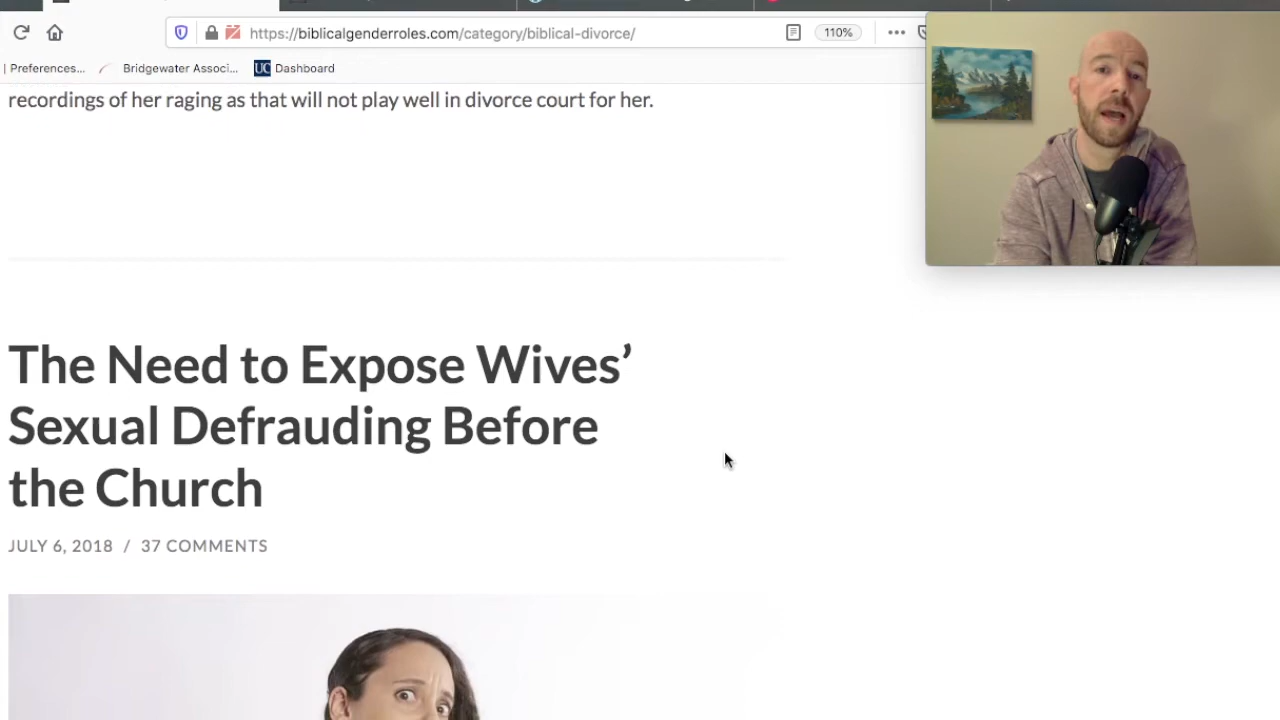 https://biblicalgenderroles.com/category/biblical-divorce/
110%
Preferences...
Bridgewater Associ...
UC
Dashboard
recordings of her raging as that will not play well in divorce court for her.
The Need to Expose Wives’
Sexual Defrauding Before
the Church
JULY 6, 2018 / 37 COMMENTS